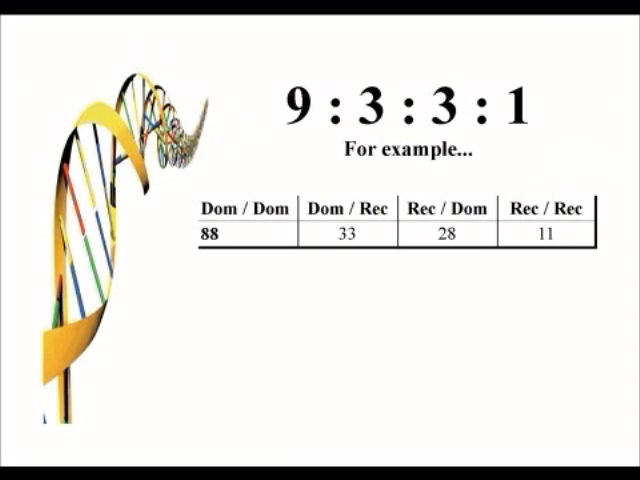 9 : 3 : 3 : 1
For example...
Dom / Dom Dom / Rec Rec / Dom Rec / Rec
88 33 28 11